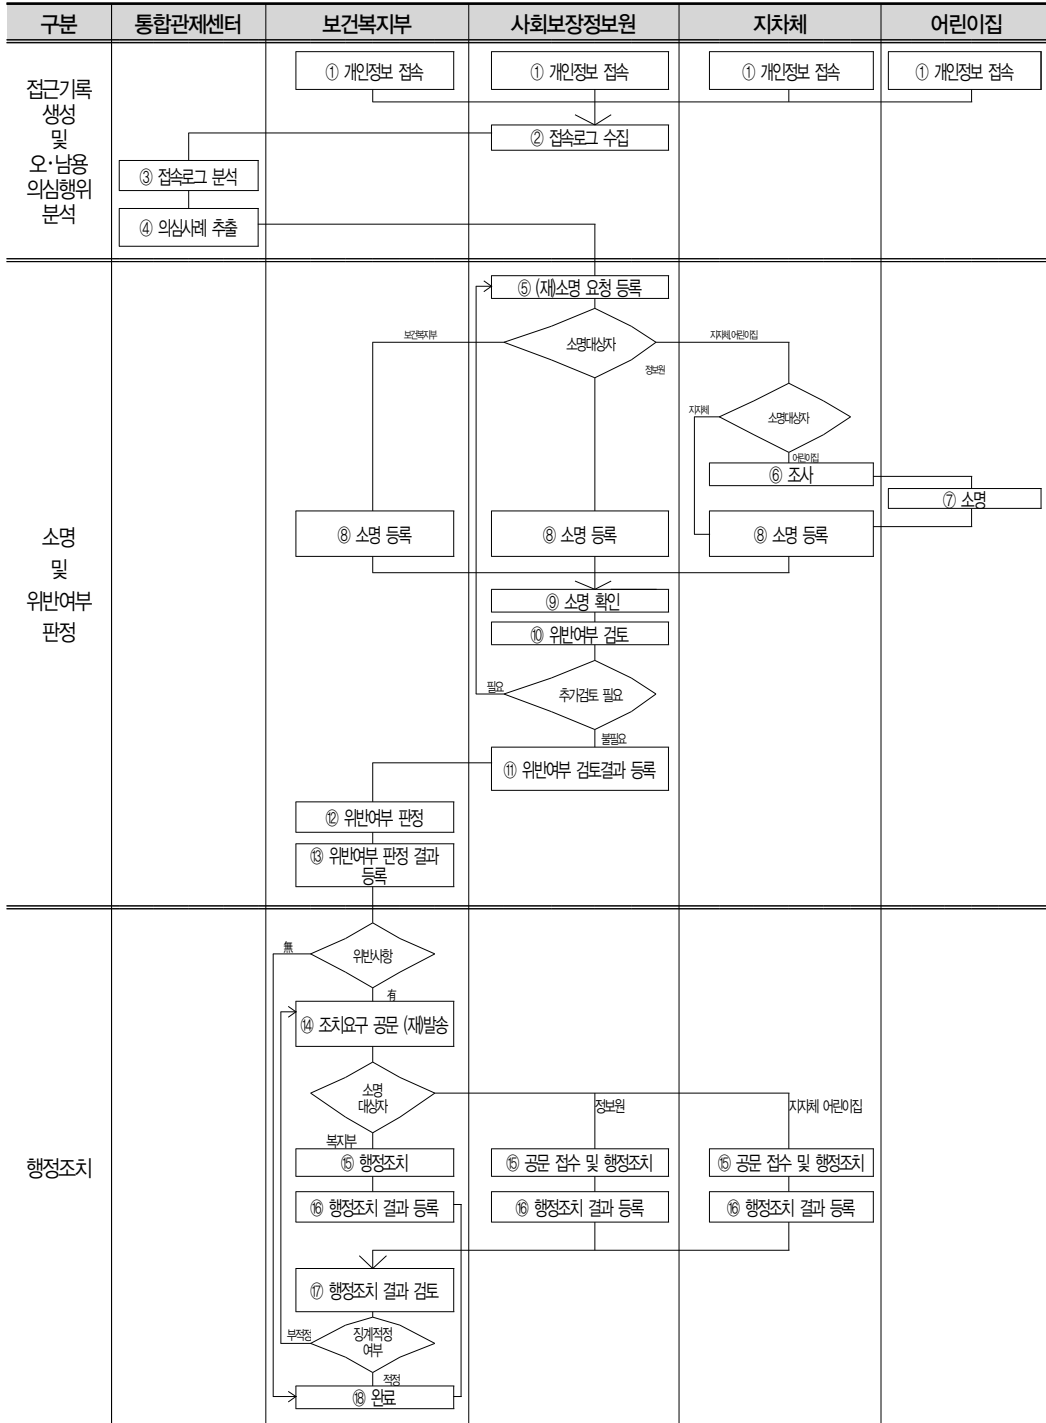 구분 통합관제센터 보건복지부 사회보장정보원 지차체 어린이집
접근기록
생성
및
오·남용
의심행위
분석
① 개인정보 접속 ① 개인정보 접속 ① 개인정보 접속 ① 개인정보 접속
② 접속로그 수집
③ 접속로그 분석
④ 의심사례 추출
소명
및
위반여부
판정
⑤ (재)소명 요청 등록
보건복지부 소명대상자 지자체,어린이집
정보원
지자체 소명대상자
어린이집
⑥ 조사
⑦ 소명
⑧ 소명 등록 ⑧ 소명 등록 ⑧ 소명 등록
⑨ 소명 확인
⑩ 위반여부 검토
필요 추가검토 필요
불필요
⑪ 위반여부 검토결과 등록
⑫ 위반여부 판정
⑬ 위반여부 판정 결과
등록
행정조치
無 위반사항
有
⑭ 조치요구 공문 (재)발송
소명
대상자
정보원 지자체 어린이집
복지부
⑮ 행정조치 ⑮ 공문 접수 및 행정조치 ⑮ 공문 접수 및 행정조치
⑯ 행정조치 결과 등록 ⑯ 행정조치 결과 등록 ⑯ 행정조치 결과 등록
⑰ 행정조치 결과 검토
부적정 징계적정
여부
적정
⑱ 완료